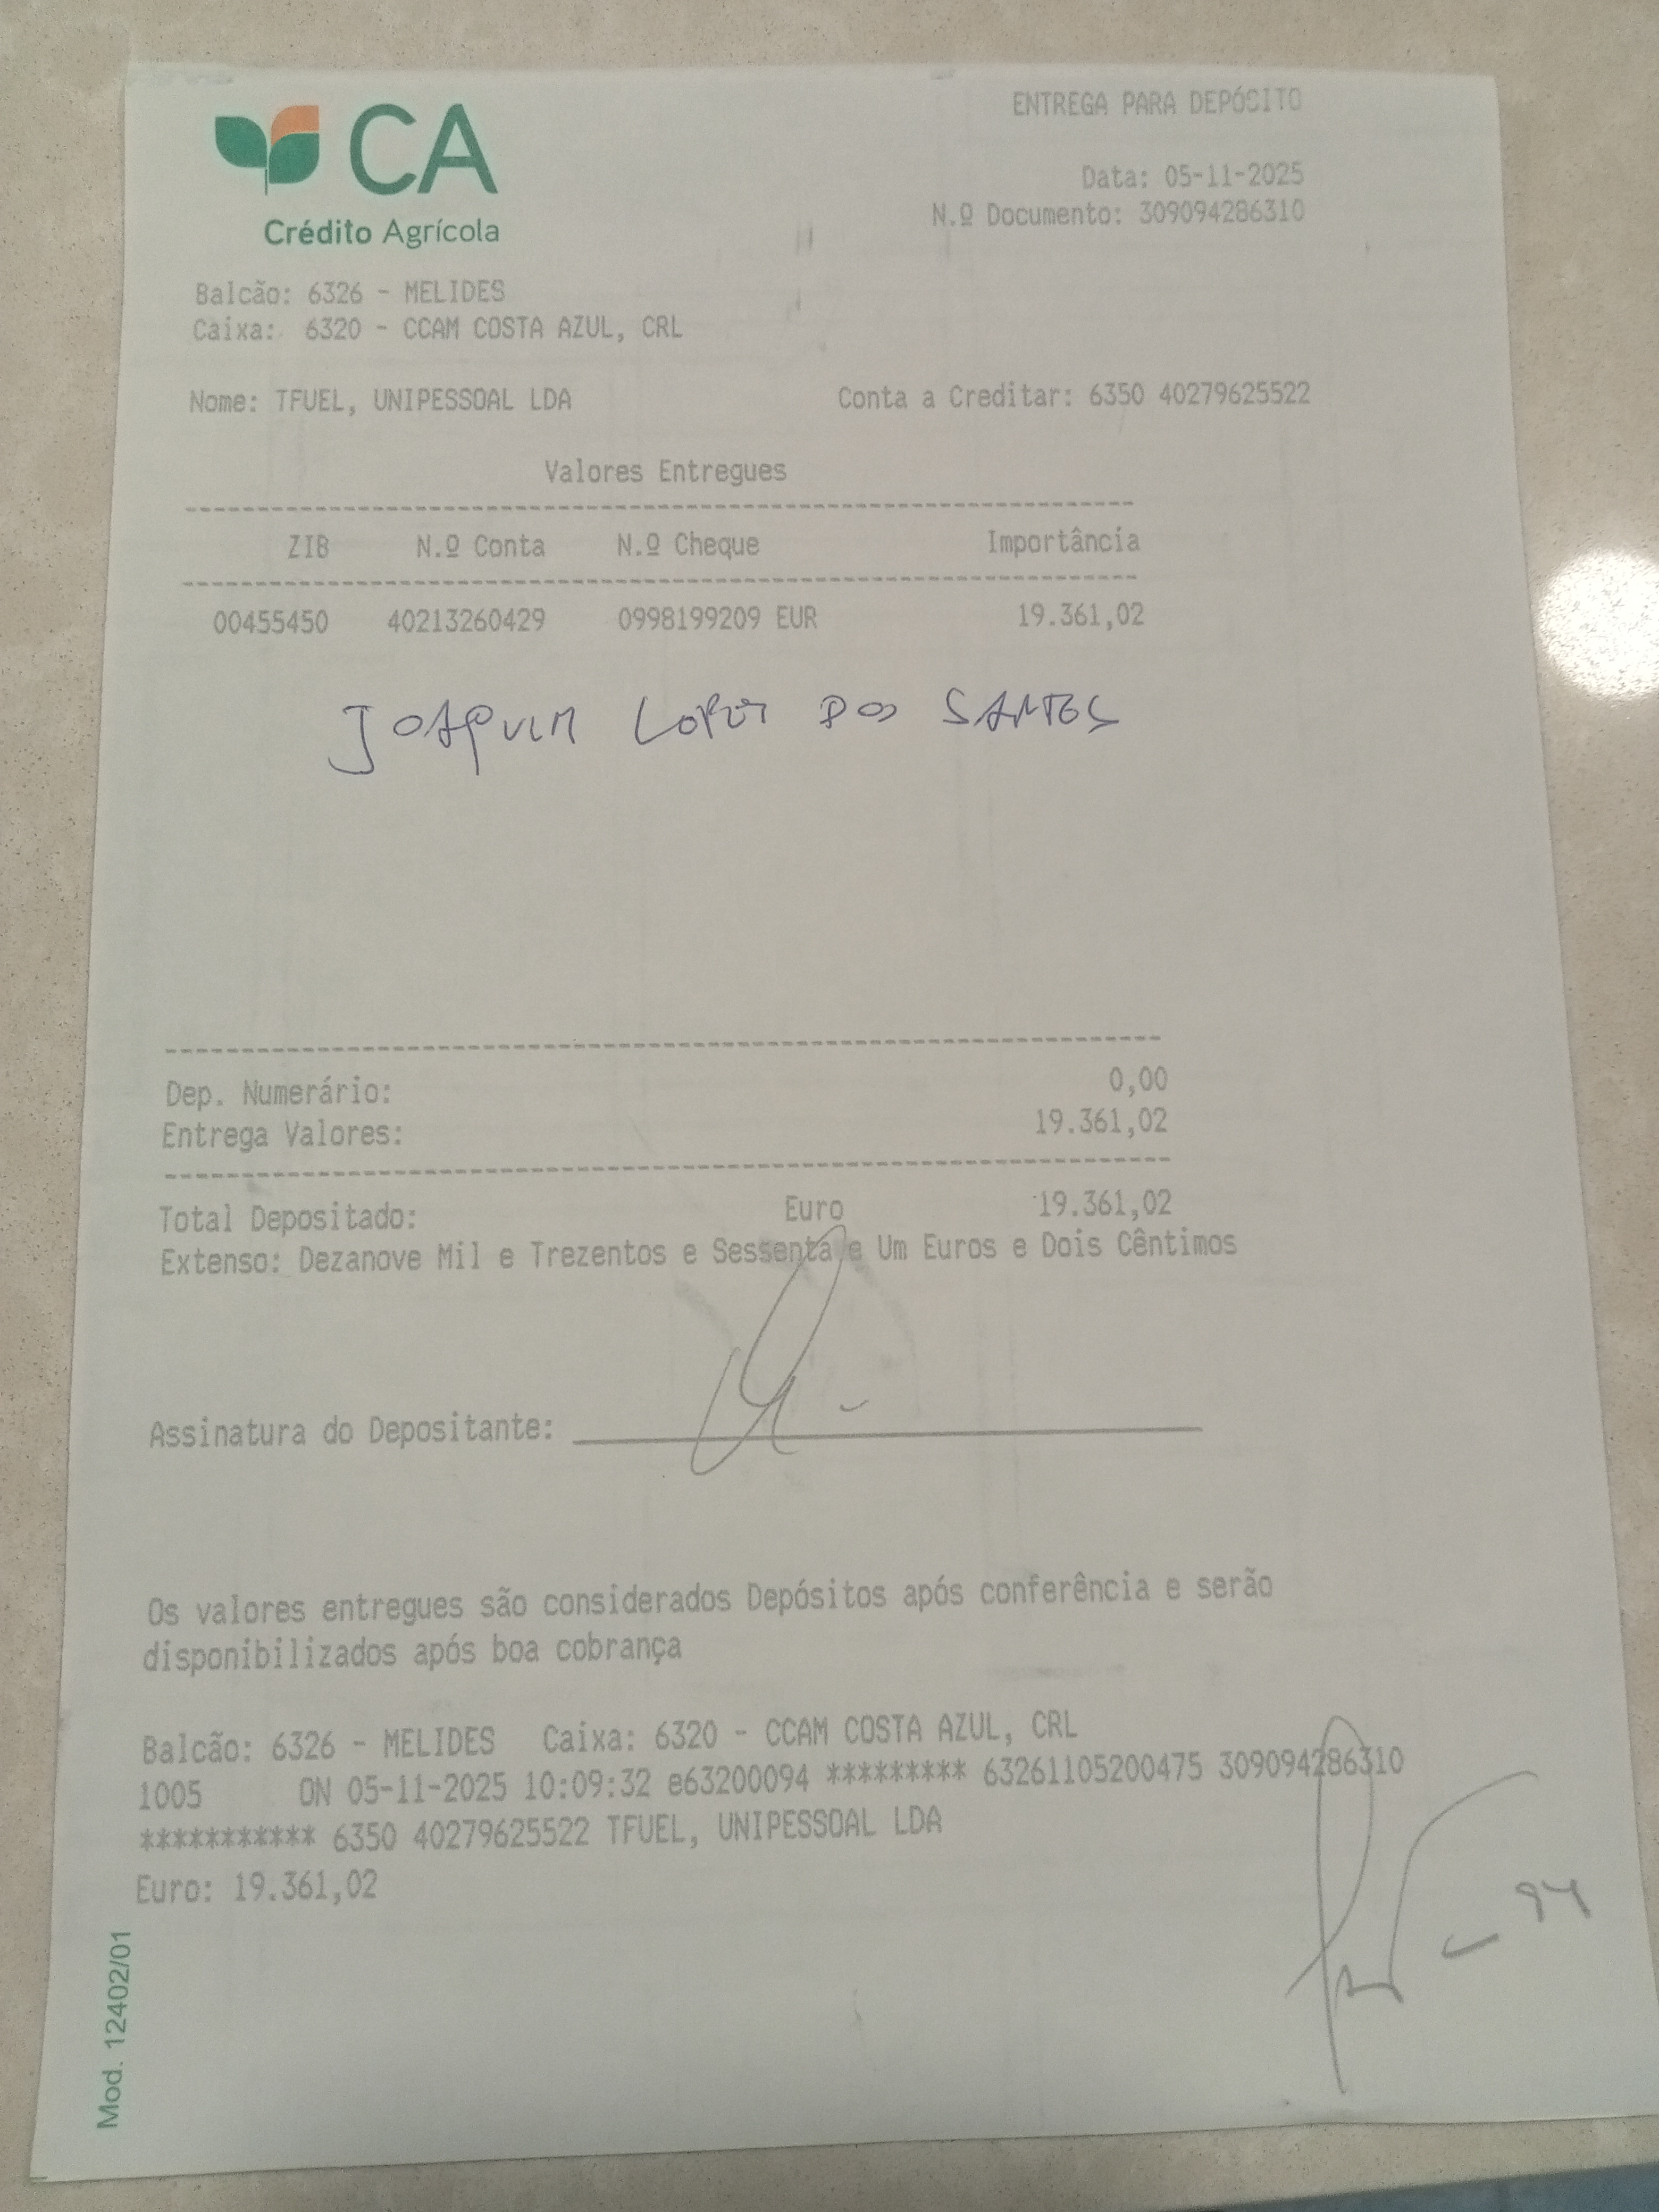 CA
Crédito Agrícola
ENTREGA PARA DEPÓSITO
Data: 05-11-2025
N.º Documento: 309094286310
Balcão: 6326 - MELIDES
Caixa: 6320 - CCAM COSTA AZUL, CRL
Nome: TFUEL, UNIPESSOAL LDA Conta a Creditar: 6350 40279625522
Valores Entregues
ZIB N.º Conta N.º Cheque Importância
00455450 40213260429 0998199209 EUR 19.361,02
JOAQUIM LOPES DOS SANTOS
Dep. Numerário: 0,00
Entrega Valores: 19.361,02
Total Depositado: Euro 19.361,02
Extenso: Dezanove Mil e Trezentos e Sessenta e Um Euros e Dois Cêntimos
Assinatura do Depositante:
Os valores entregues são considerados Depósitos após conferência e serão
disponibilizados após boa cobrança
Balcão: 6326 - MELIDES Caixa: 6320 - CCAM COSTA AZUL, CRL
1005 ON 05-11-2025 10:09:32 e63200094 ********* 63261105200475 309094286310
*********** 6350 40279625522 TFUEL, UNIPESSOAL LDA
Euro: 19.361,02
94
Mod. 12402/01